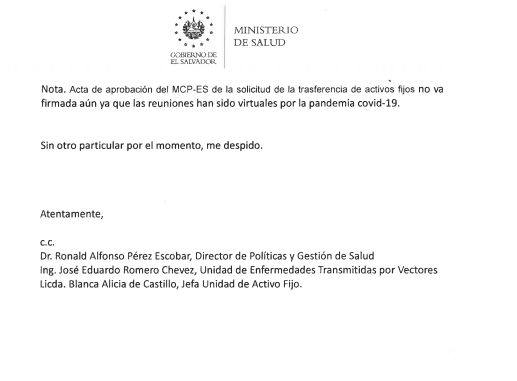 GOBIERNO DE
EL SALVADOR
MINISTERIO
DE SALUD
Nota. Acta de aprobación del MCP-ES de la solicitud de la trasferencia de activos fijos no va
firmada aún ya que las reuniones han sido virtuales por la pandemia covid-19.
Sin otro particular por el momento, me despido.
Atentamente,
c.c.
Dr. Ronald Alfonso Pérez Escobar, Director de Políticas y Gestión de Salud
Ing. José Eduardo Romero Chevez, Unidad de Enfermedades Transmitidas por Vectores
Licda. Blanca Alicia de Castillo, Jefa Unidad de Activo Fijo.